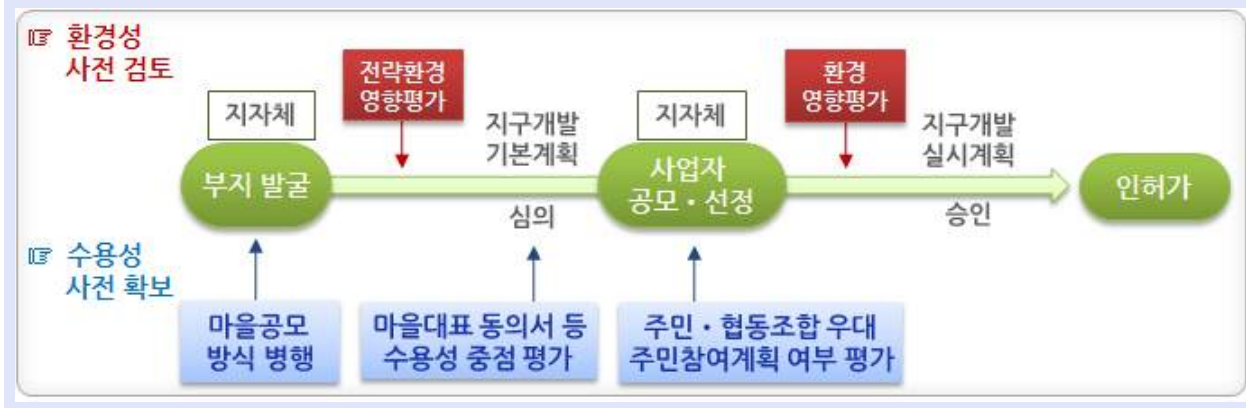 ☞ 환경성
사전 검토
전략환경
영향평가
환경
영향평가
지자체
지구개발
기본계획
지자체
지구개발
실시계획
부지 발굴
사업자
공모・선정
인허가
심의
승인
☞ 수용성
사전 확보
마을공모
방식 병행
마을대표 동의서 등
수용성 중점 평가
주민・협동조합 우대
주민참여계획 여부 평가